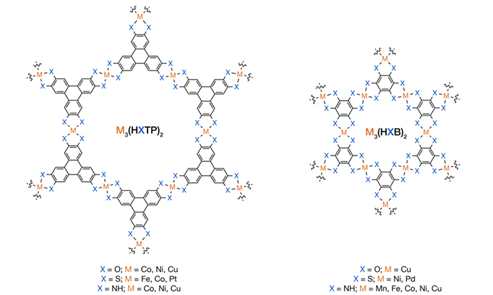 M₃(HXTP)₂
X = O; M = Co, Ni, Cu
X = S; M = Fe, Co, Pt
X = NH; M = Co, Ni, Cu
M₃(HXB)₂
X = O; M = Cu
X = S; M = Ni, Pd
X = NH; M = Mn, Fe, Co, Ni, Cu